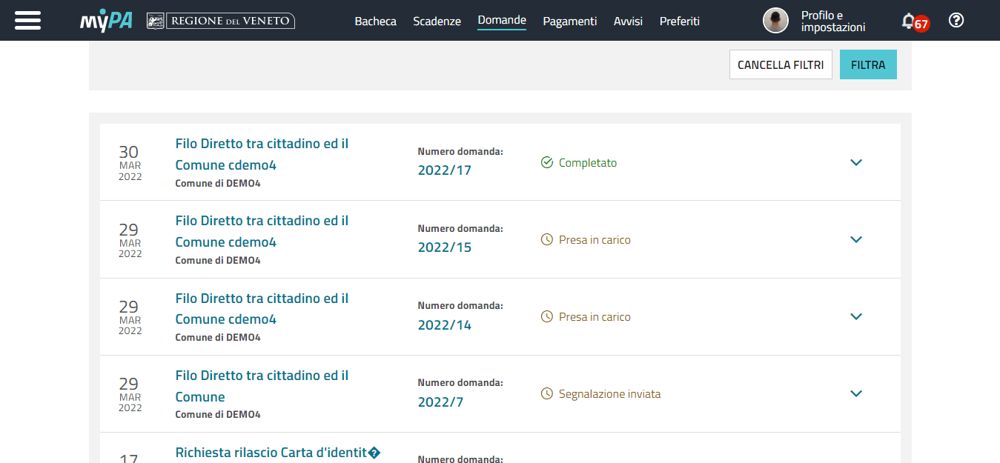 myPA
REGIONE DEL VENETO
Bacheca
Scadenze
Domande
Pagamenti
Avvisi
Preferiti
Profilo e
impostazioni
67
CANCELLA FILTRI
FILTRA
30
MAR
2022
Filo Diretto tra cittadino ed il
Comune cdemo4
Comune di DEMO4
Numero domanda:
2022/17
Completato
29
MAR
2022
Filo Diretto tra cittadino ed il
Comune cdemo4
Comune di DEMO4
Numero domanda:
2022/15
Presa in carico
29
MAR
2022
Filo Diretto tra cittadino ed il
Comune cdemo4
Comune di DEMO4
Numero domanda:
2022/14
Presa in carico
29
MAR
2022
Filo Diretto tra cittadino ed il
Comune
Comune di DEMO4
Numero domanda:
2022/7
Segnalazione inviata
17
Richiesta rilascio Carta d'identit�
Numero domanda: